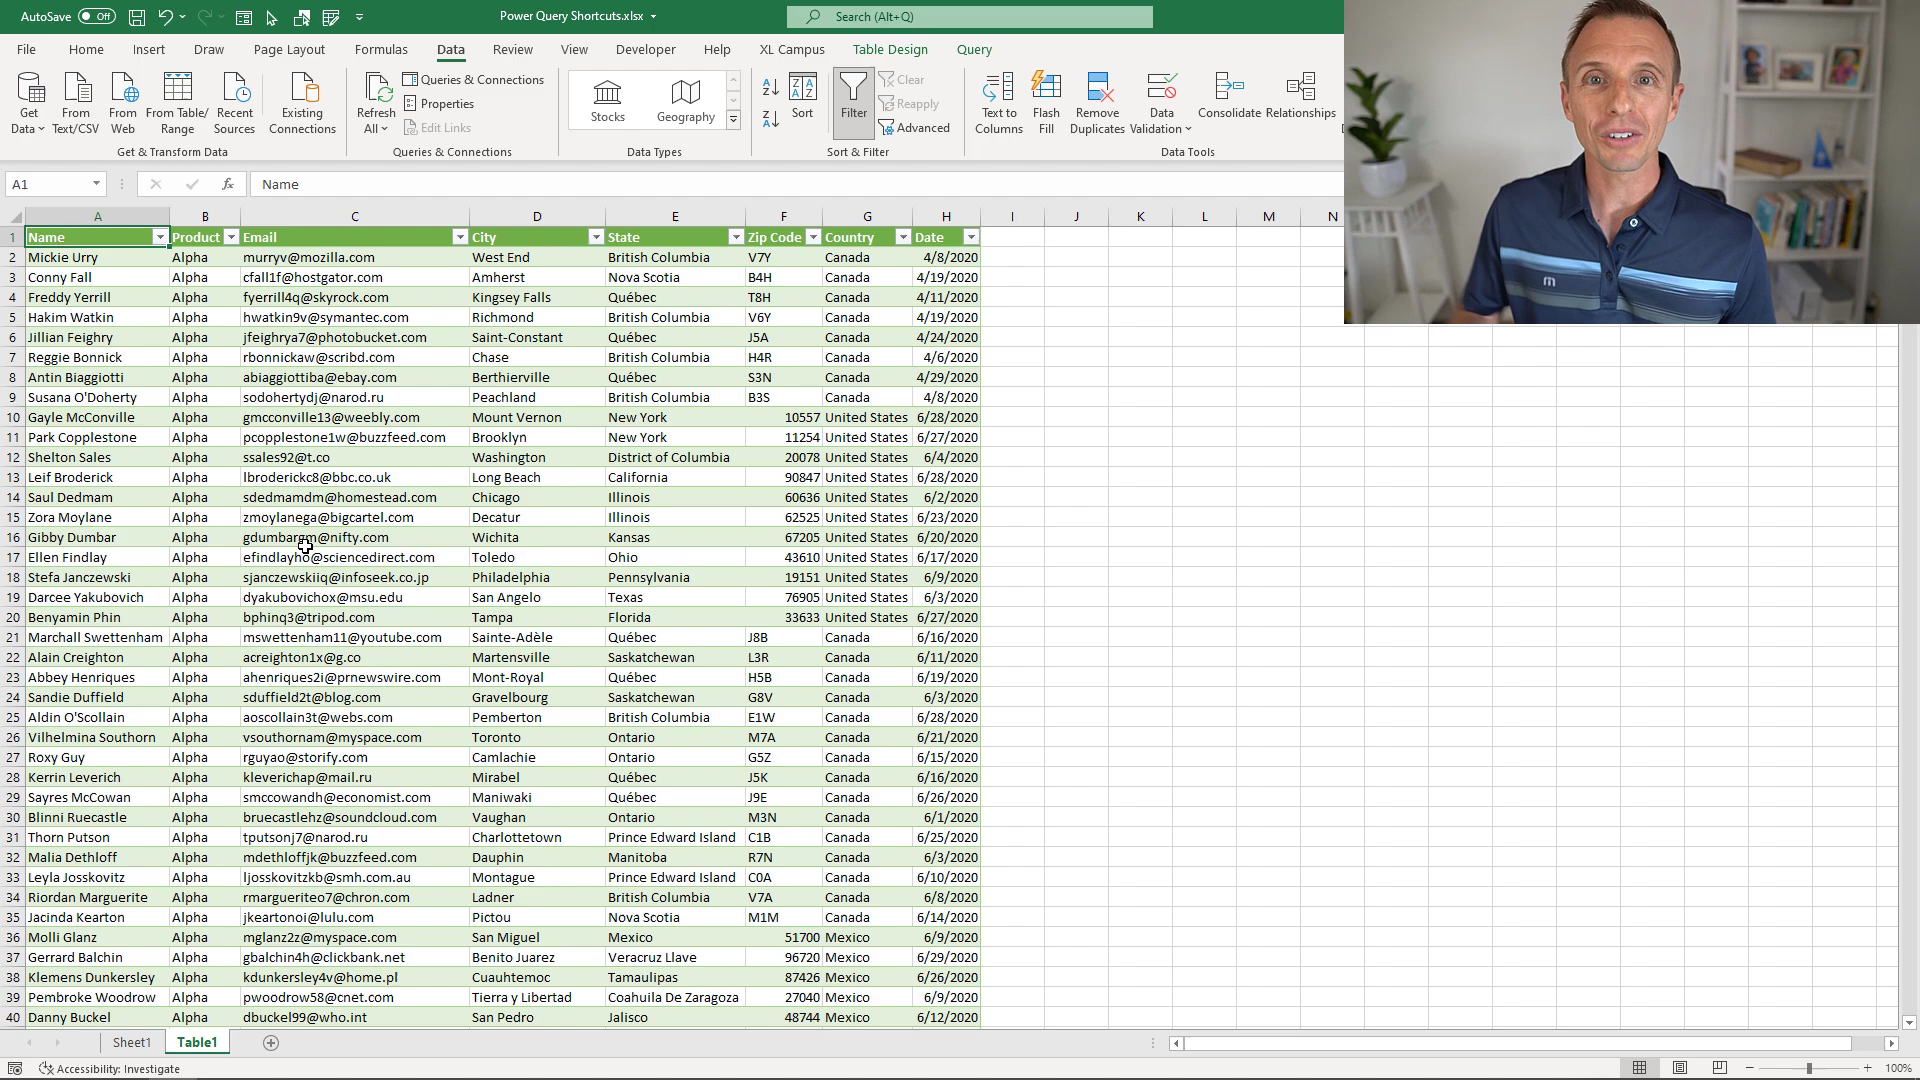 AutoSave Off Power Query Shortcuts.xlsx Search (Alt+Q)
File Home Insert Draw Page Layout Formulas Data Review View Developer Help XL Campus Table Design Query
Get Data From Text/CSV From Web From Table/ Range Recent Sources Existing Connections
Get & Transform Data
Refresh All Queries & Connections Properties Edit Links
Queries & Connections
Stocks Geography
Data Types
Sort Filter Clear Reapply Advanced
Sort & Filter
Text to Columns Flash Fill Remove Duplicates Data Validation Consolidate Relationships
Data Tools
A1 fx Name
A B C D E F G H I J K L M N
1 Name Product Email City State Zip Code Country Date
2 Mickie Urry Alpha murryv@mozilla.com West End British Columbia V7Y Canada 4/8/2020
3 Conny Fall Alpha cfall1f@hostgator.com Amherst Nova Scotia B4H Canada 4/19/2020
4 Freddy Yerrill Alpha fyerrill4q@skyrock.com Kingsey Falls Québec T8H Canada 4/11/2020
5 Hakim Watkin Alpha hwatkin9v@symantec.com Richmond British Columbia V6Y Canada 4/19/2020
6 Jillian Feighry Alpha jfeighrya7@photobucket.com Saint-Constant Québec J5A Canada 4/24/2020
7 Reggie Bonnick Alpha rbonnickaw@scribd.com Chase British Columbia H4R Canada 4/6/2020
8 Antin Biaggiotti Alpha abiaggiottiba@ebay.com Berthierville Québec S3N Canada 4/29/2020
9 Susana O'Doherty Alpha sodohertydj@narod.ru Peachland British Columbia B3S Canada 4/8/2020
10 Gayle McConville Alpha gmcconville13@weebly.com Mount Vernon New York 10557 United States 6/28/2020
11 Park Copplestone Alpha pcopplestone1w@buzzfeed.com Brooklyn New York 11254 United States 6/27/2020
12 Shelton Sales Alpha ssales92@t.co Washington District of Columbia 20078 United States 6/4/2020
13 Leif Broderick Alpha lbroderickc8@bbc.co.uk Long Beach California 90847 United States 6/28/2020
14 Saul Dedmam Alpha sdedmamdm@homestead.com Chicago Illinois 60636 United States 6/2/2020
15 Zora Moylane Alpha zmoylanega@bigcartel.com Decatur Illinois 62525 United States 6/23/2020
16 Gibby Dumbar Alpha gdumbargm@nifty.com Wichita Kansas 67205 United States 6/20/2020
17 Ellen Findlay Alpha efindlayho@sciencedirect.com Toledo Ohio 43610 United States 6/17/2020
18 Stefa Janczewski Alpha sjanczewskiiq@infoseek.co.jp Philadelphia Pennsylvania 19151 United States 6/9/2020
19 Darcee Yakubovich Alpha dyakubovichox@msu.edu San Angelo Texas 76905 United States 6/3/2020
20 Benyamin Phin Alpha bphinq3@tripod.com Tampa Florida 33633 United States 6/27/2020
21 Marchall Swettenham Alpha mswettenham11@youtube.com Sainte-Adèle Québec J8B Canada 6/16/2020
22 Alain Creighton Alpha acreighton1x@g.co Martensville Saskatchewan L3R Canada 6/11/2020
23 Abbey Henriques Alpha ahenriques2i@prnewswire.com Mont-Royal Québec H5B Canada 6/19/2020
24 Sandie Duffield Alpha sduffield2t@blog.com Gravelbourg Saskatchewan G8V Canada 6/3/2020
25 Aldin O'Scollain Alpha aoscollain3t@webs.com Pemberton British Columbia E1W Canada 6/28/2020
26 Vilhelmina Southorn Alpha vsouthornam@myspace.com Toronto Ontario M7A Canada 6/21/2020
27 Roxy Guy Alpha rguyao@storify.com Camlachie Ontario G5Z Canada 6/15/2020
28 Kerrin Leverich Alpha kleverichap@mail.ru Mirabel Québec J5K Canada 6/16/2020
29 Sayres McCowan Alpha smccowandh@economist.com Maniwaki Québec J9E Canada 6/26/2020
30 Blinni Ruecastle Alpha bruecastlehz@soundcloud.com Vaughan Ontario M3N Canada 6/1/2020
31 Thorn Putson Alpha tputsonj7@narod.ru Charlottetown Prince Edward Island C1B Canada 6/25/2020
32 Malia Dethloff Alpha mdethloffjk@buzzfeed.com Dauphin Manitoba R7N Canada 6/3/2020
33 Leyla Josskovitz Alpha ljosskovitzkb@smh.com.au Montague Prince Edward Island C0A Canada 6/10/2020
34 Riordan Marguerite Alpha rmargueriteo7@chron.com Ladner British Columbia V7A Canada 6/8/2020
35 Jacinda Kearton Alpha jkeartonoi@lulu.com Pictou Nova Scotia M1M Canada 6/14/2020
36 Molli Glanz Alpha mglanz2z@myspace.com San Miguel Mexico 51700 Mexico 6/9/2020
37 Gerrard Balchin Alpha gbalchin4h@clickbank.net Benito Juarez Veracruz Llave 96720 Mexico 6/29/2020
38 Klemens Dunkersley Alpha kdunkersley4v@home.pl Cuauhtemoc Tamaulipas 87426 Mexico 6/26/2020
39 Pembroke Woodrow Alpha pwoodrow58@cnet.com Tierra y Libertad Coahuila De Zaragoza 27040 Mexico 6/9/2020
40 Danny Buckel Alpha dbuckel99@who.int San Pedro Jalisco 48744 Mexico 6/12/2020
Sheet1 Table1
Accessibility: Investigate 100%